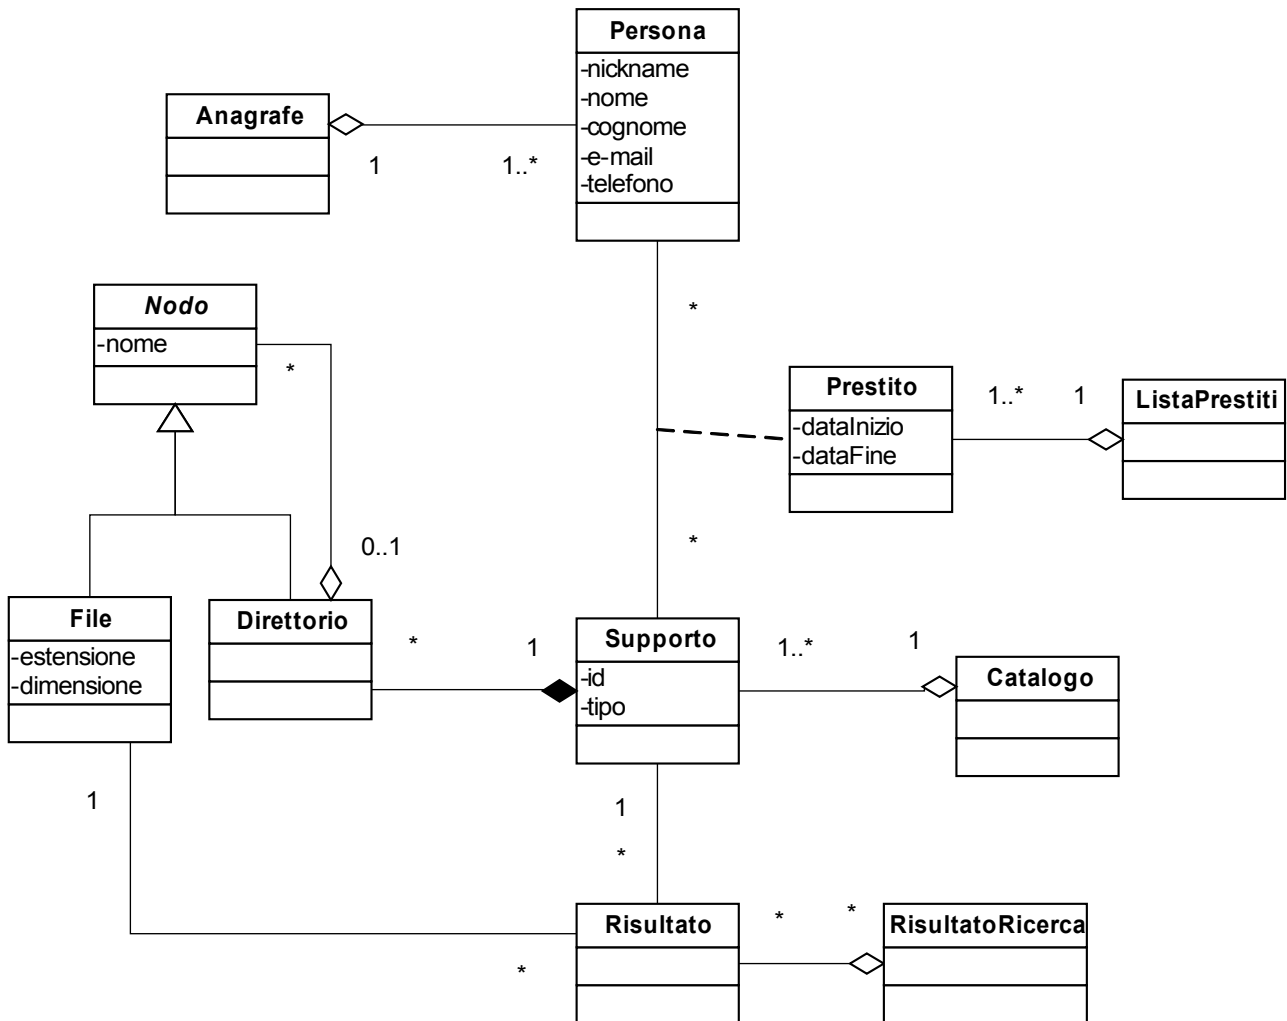 Persona
-nickname
-nome
-cognome
-e-mail
-telefono
Anagrafe
1
1..*
Nodo
-nome
*
*
Prestito
-dataInizio
-dataFine
1..*
1
ListaPrestiti
0..1
*
File
-estensione
-dimensione
Direttorio
*
1
Supporto
-id
-tipo
1..*
1
Catalogo
1
1
*
Risultato
*
*
RisultatoRicerca
*